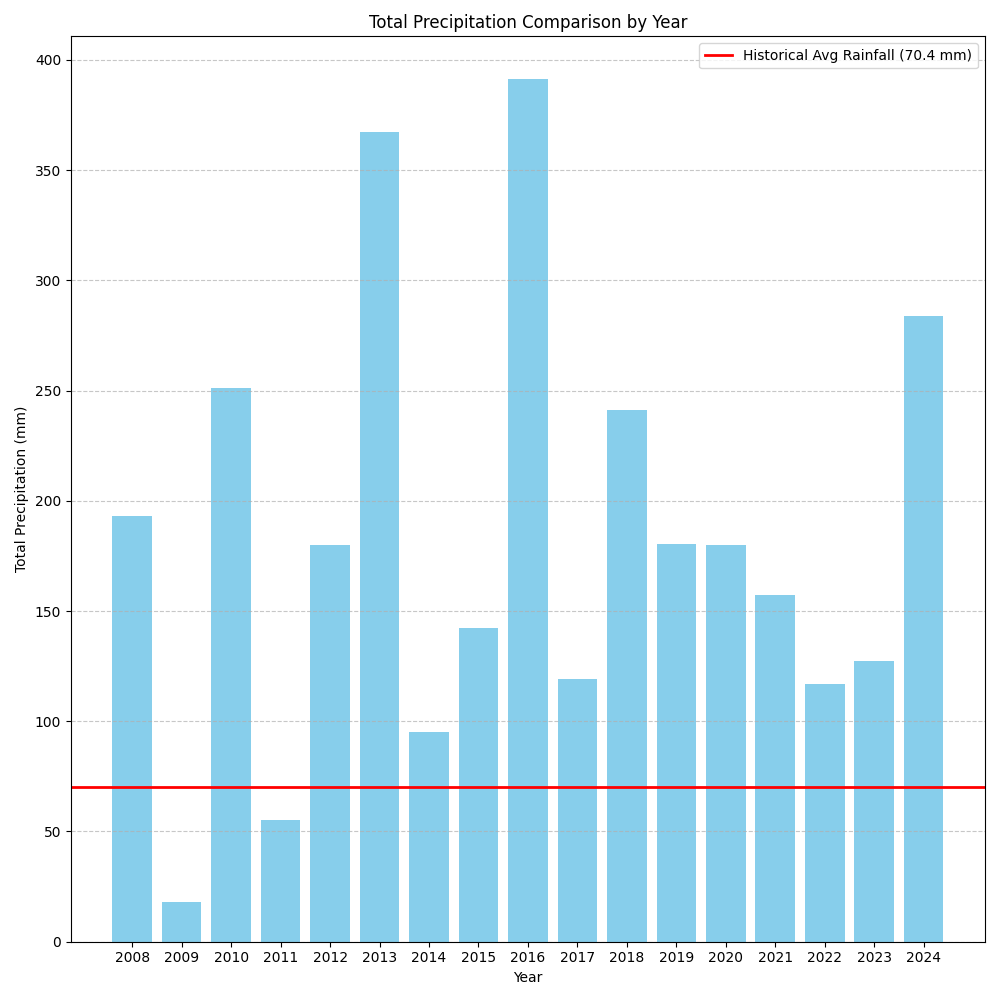 Total Precipitation Comparison by Year
Historical Avg Rainfall (70.4 mm)
Total Precipitation (mm)
400
350
300
250
200
150
100
50
0
2008 2009 2010 2011 2012 2013 2014 2015 2016 2017 2018 2019 2020 2021 2022 2023 2024
Year